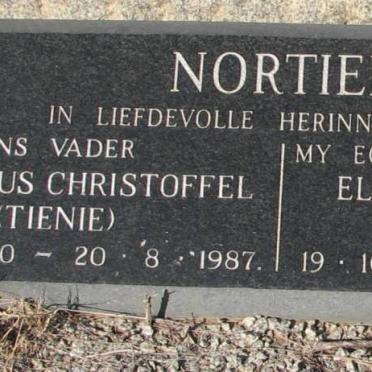 NORTIE
IN LIEFDEVOLLE HERINN
NS VADER
US CHRISTOFFEL
(TIENIE)
0 - 20 · 8 · 1987.
MY E
EL
19 · 1